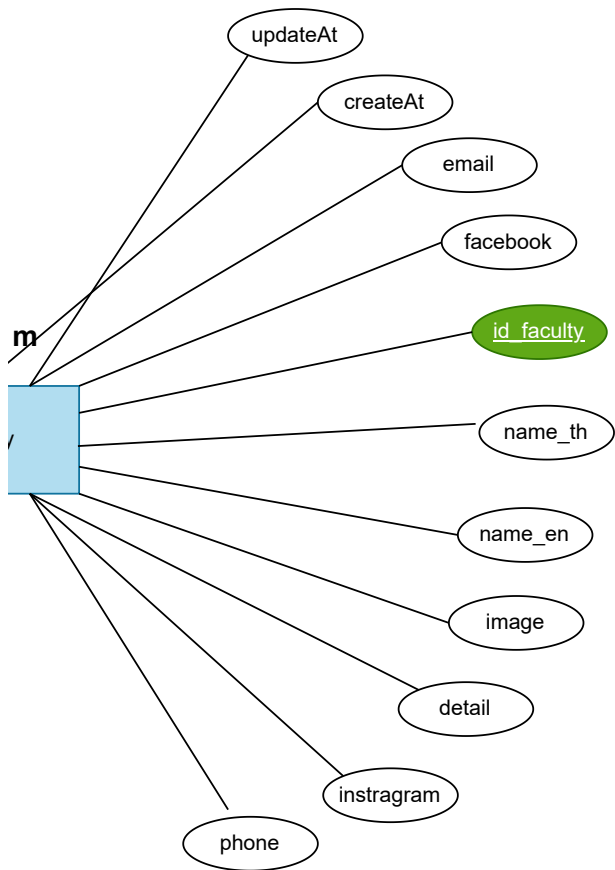 updateAt
createAt
email
facebook
m
id_faculty
name_th
name_en
image
detail
instragram
phone